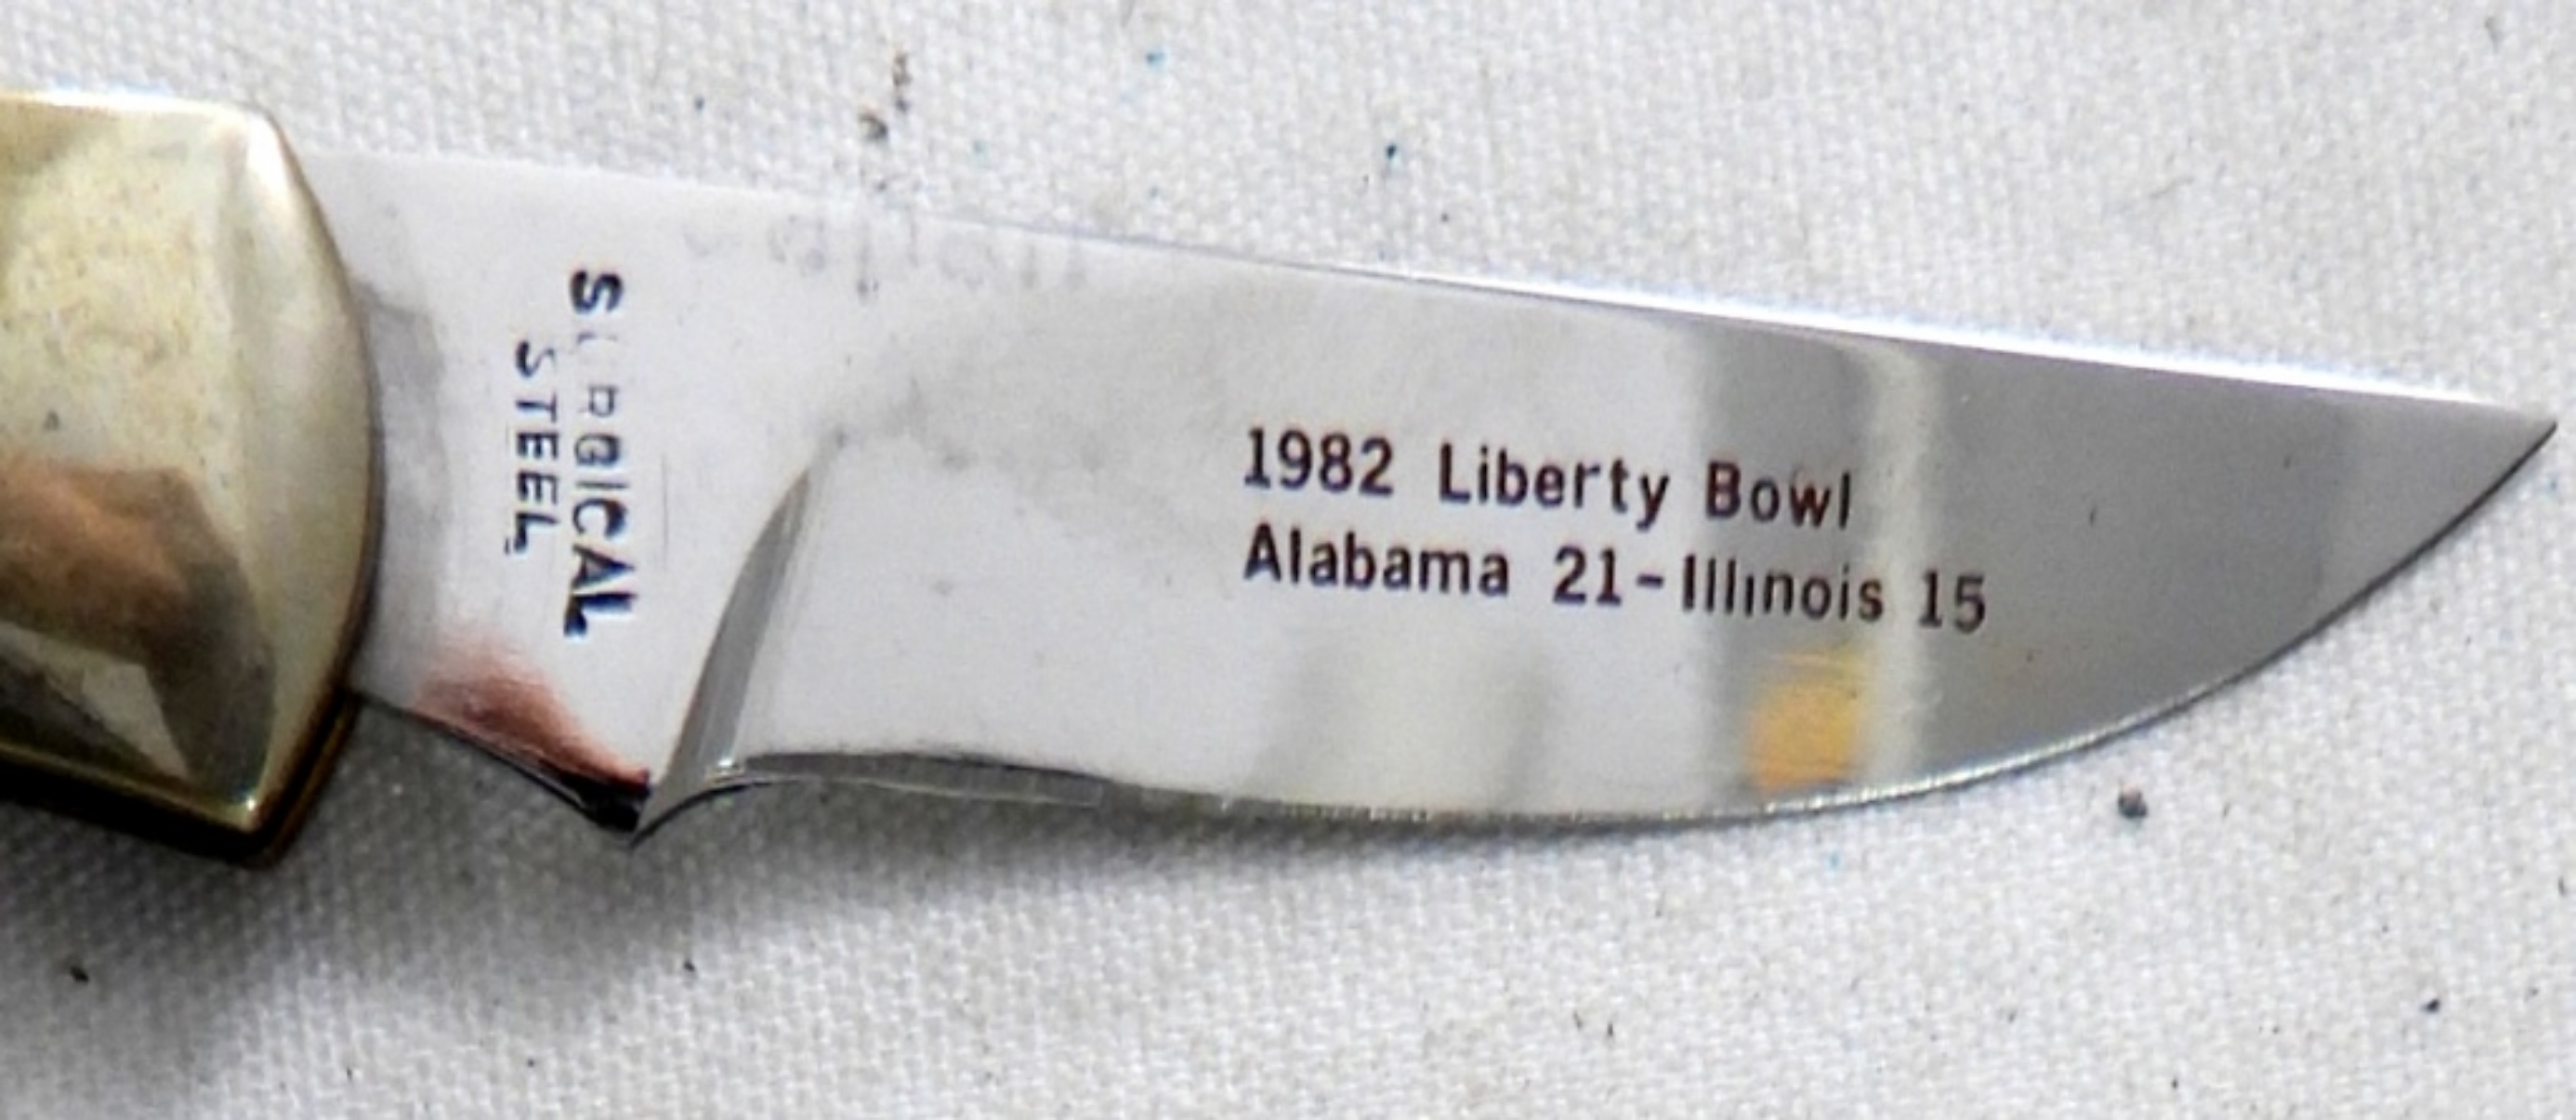 SURGICAL
STEEL
1982 Liberty Bowl
Alabama 21-Illinois 15